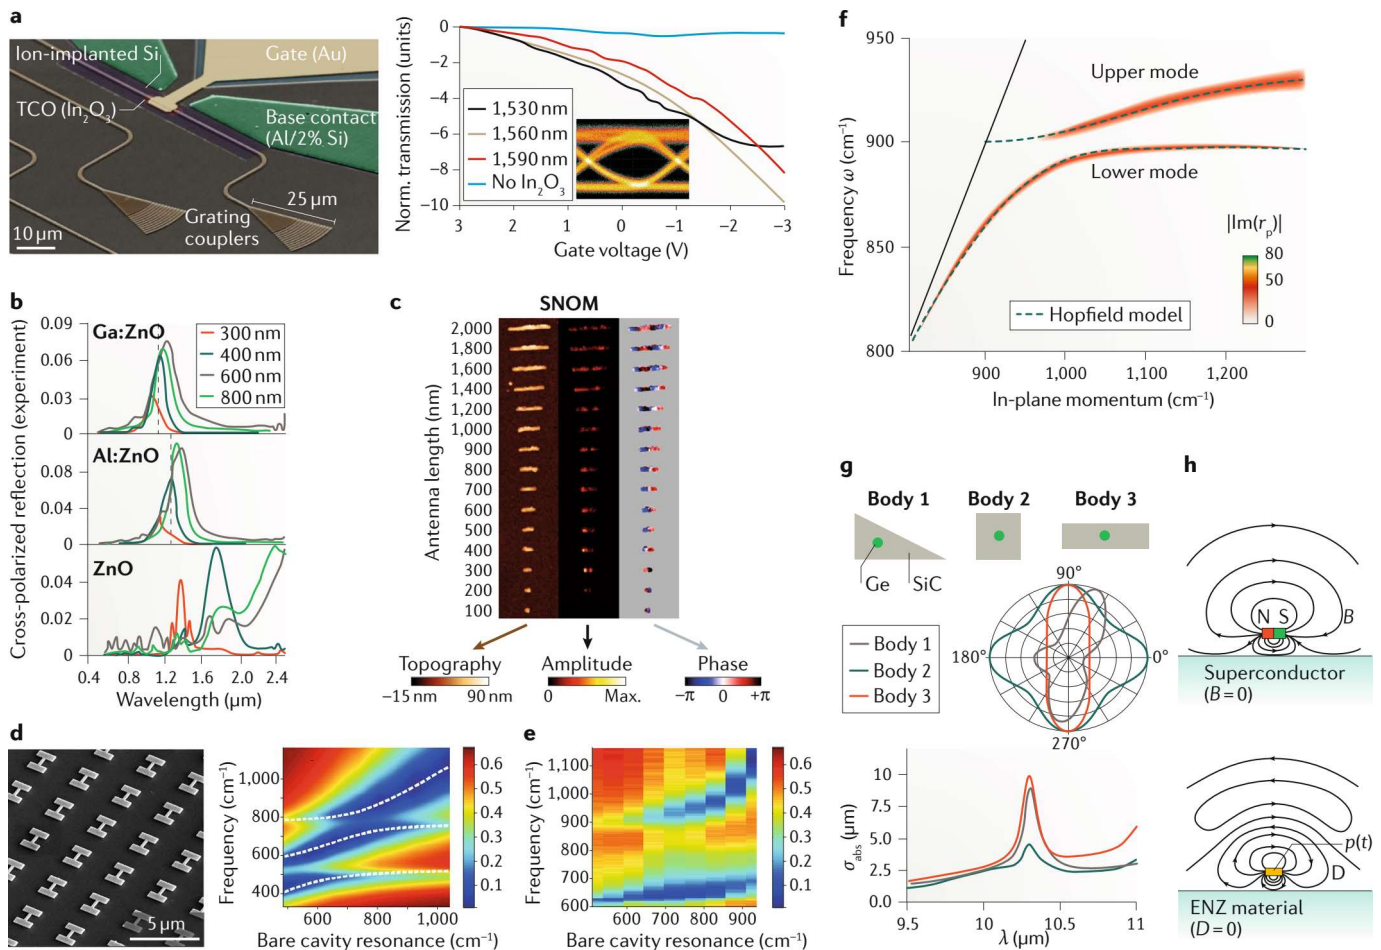 a
Ion-implanted Si
Gate (Au)
TCO (In₂O₃)
Base contact
(Al/2% Si)
25 μm
Grating
couplers
10 μm
Norm. transmission (units)
0
−2
−4
−6
−8
−10
1,530 nm
1,560 nm
1,590 nm
No In₂O₃
3 2 1 0 −1 −2 −3
Gate voltage (V)
b
Cross-polarized reflection (experiment)
0.09
0.06
0.03
0
Ga:ZnO
300 nm
400 nm
600 nm
800 nm
0.08
0.04
0
Al:ZnO
0.04
0.02
0
ZnO
0.4 0.8 1.2 1.6 2.0 2.4
Wavelength (μm)
c
SNOM
Antenna length (nm)
2,000
1,800
1,600
1,400
1,200
1,000
900
800
700
600
500
400
300
200
100
Topography
−15 nm 90 nm
Amplitude
0 Max.
Phase
−π 0 +π
d
5 μm
Frequency (cm⁻¹)
1,000
800
600
400
600 800 1,000
Bare cavity resonance (cm⁻¹)
0.6
0.5
0.4
0.3
0.2
0.1
e
Frequency (cm⁻¹)
1,100
1,000
900
800
700
600
600 700 800 900
Bare cavity resonance (cm⁻¹)
0.6
0.5
0.4
0.3
0.2
0.1
f
Frequency ω (cm⁻¹)
950
900
850
800
Upper mode
Lower mode
|Im(rₚ)|
80
50
0
Hopfield model
900 1,000 1,100 1,200
In-plane momentum (cm⁻¹)
g
Body 1 Body 2 Body 3
Ge SiC
90°
180° 0°
270°
Body 1
Body 2
Body 3
σabs (μm)
10
7.5
5.0
2.5
0.0
9.5 10 10.5 11
λ (μm)
h
N S
B
Superconductor
(B = 0)
p(t)
D
ENZ material
(D = 0)